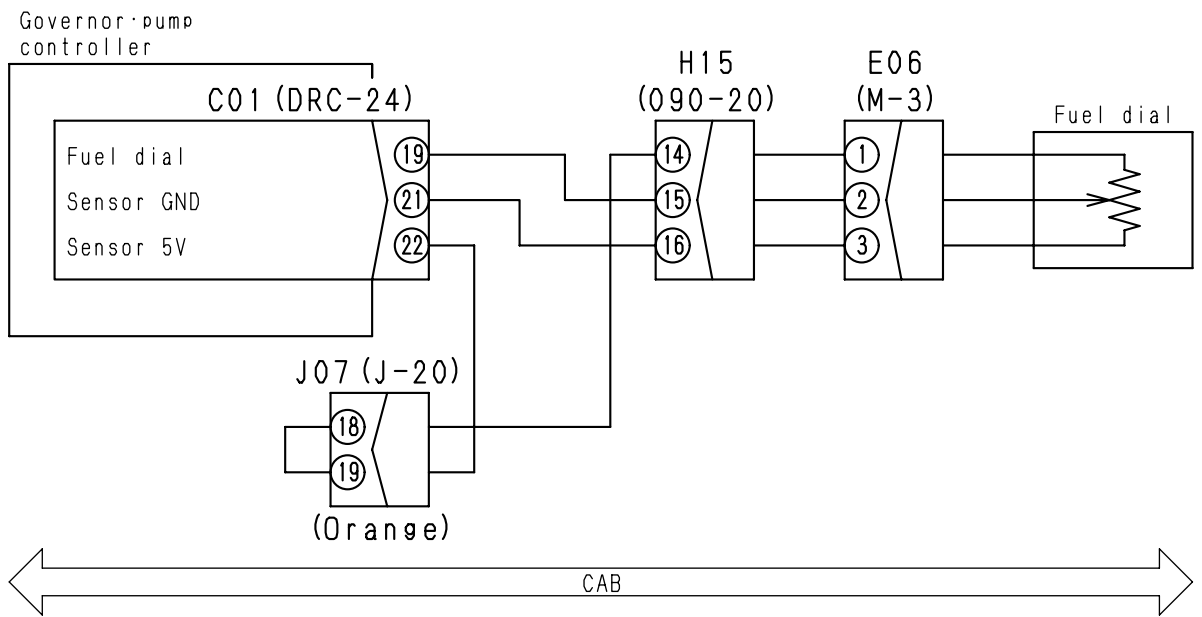 Governor·pump
controller
C01 (DRC-24)
H15
(090-20)
E06
(M-3)
Fuel dial
Fuel dial 19 14 1
Sensor GND 21 15 2
Sensor 5V 22 16 3
J07 (J-20)
18
19
(Orange)
CAB